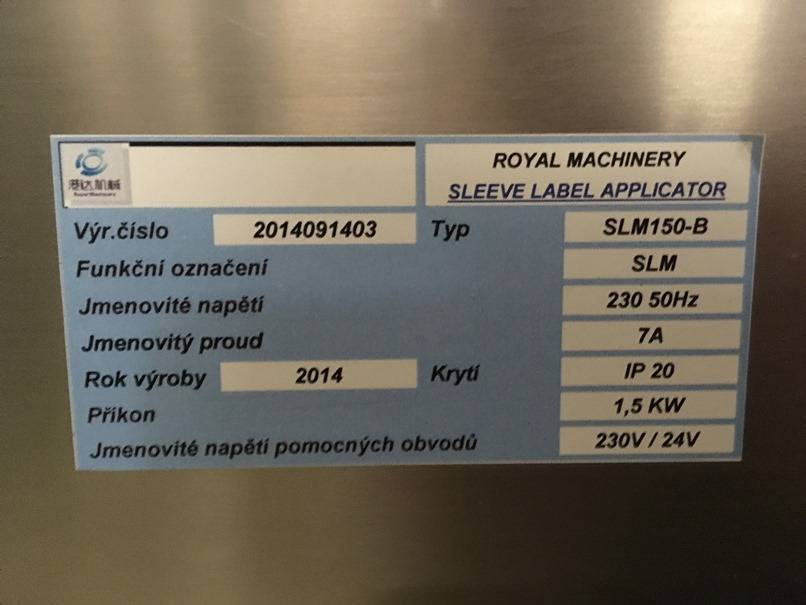 港达机械
Royal Machinery
ROYAL MACHINERY
SLEEVE LABEL APPLICATOR
Výr.číslo 2014091403 Typ SLM150-B
Funkční označení SLM
Jmenovité napětí 230 50Hz
Jmenovitý proud 7A
Rok výroby 2014 Krytí IP 20
Příkon 1,5 KW
Jmenovité napětí pomocných obvodů 230V / 24V